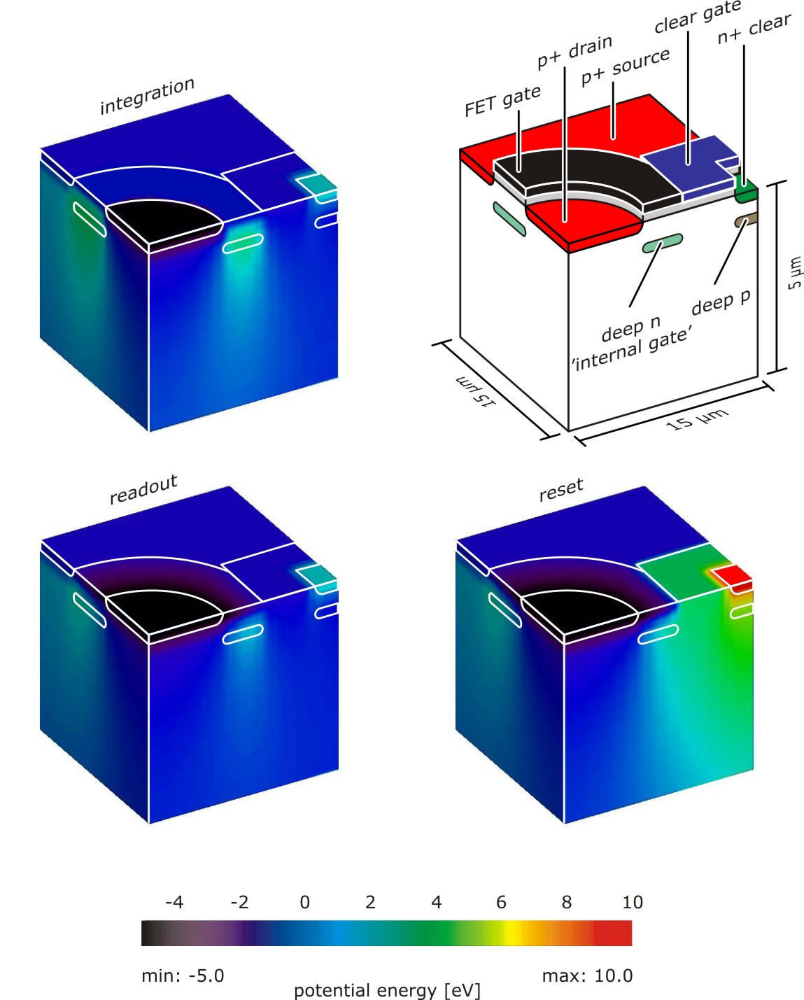 integration
FET gate
p+ drain
p+ source
clear gate
n+ clear
deep n
'internal gate'
deep p
5 µm
15 µm
15 µm
readout
reset
-4 -2 0 2 4 6 8 10
min: -5.0
max: 10.0
potential energy [eV]